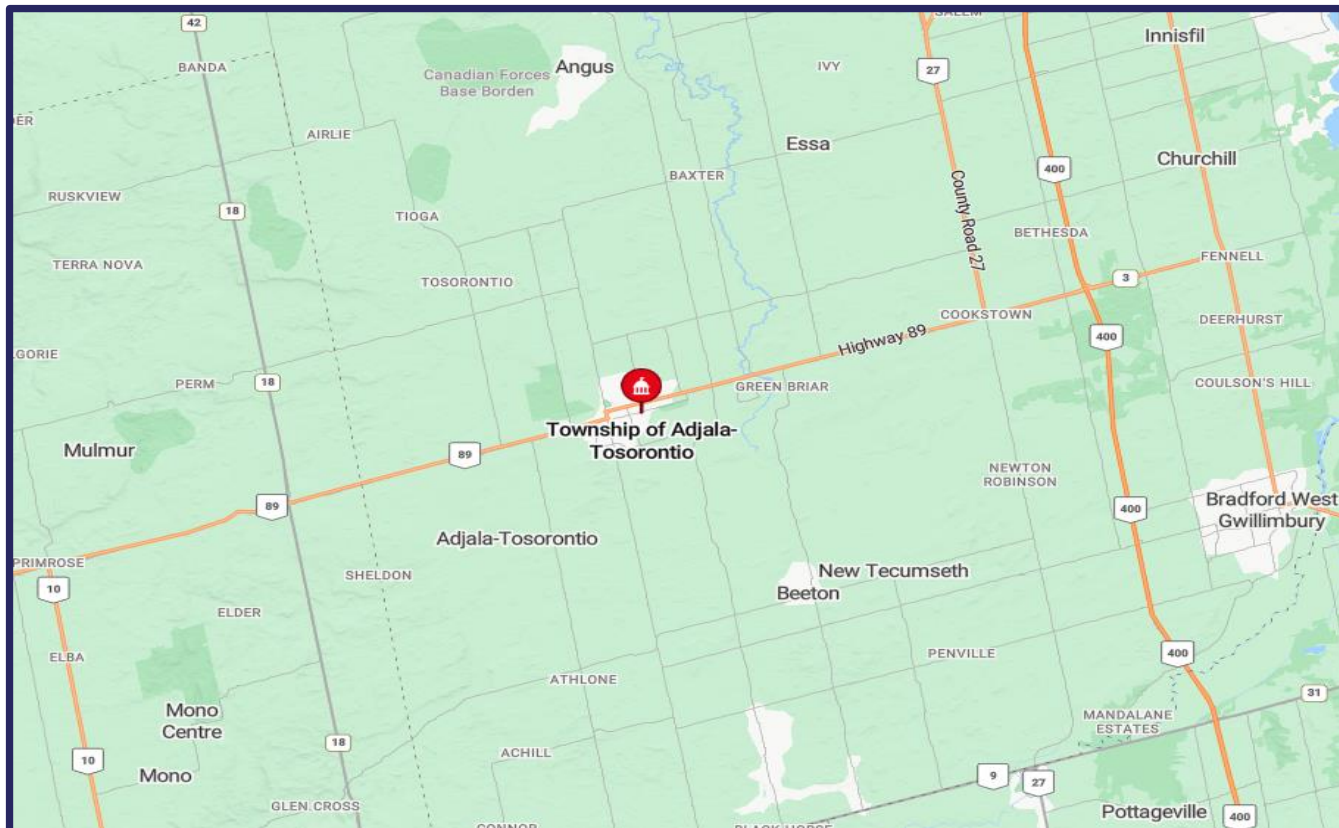 SALEM
42
Innisfil
BANDA
Angus
IVY
27
Canadian Forces
Base Borden
AIRLIE
Essa
400
Churchill
BAXTER
RUSKVIEW
18
TIOGA
County Road 27
BETHESDA
TERRA NOVA
FENNELL
TOSORONTIO
3
COOKSTOWN
DEERHURST
Highway 89
400
PERM
18
GREEN BRIAR
COULSON'S HILL
Township of Adjala-
Tosorontio
Mulmur
89
NEWTON
ROBINSON
89
400
Bradford West
Gwillimbury
Adjala-Tosorontio
PRIMROSE
SHELDON
New Tecumseth
10
Beeton
ELDER
ELBA
PENVILLE
400
ATHLONE
31
Mono
Centre
MANDALANE
ESTATES
18
ACHILL
10
Mono
9
27
GLEN CROSS
Pottageville
400